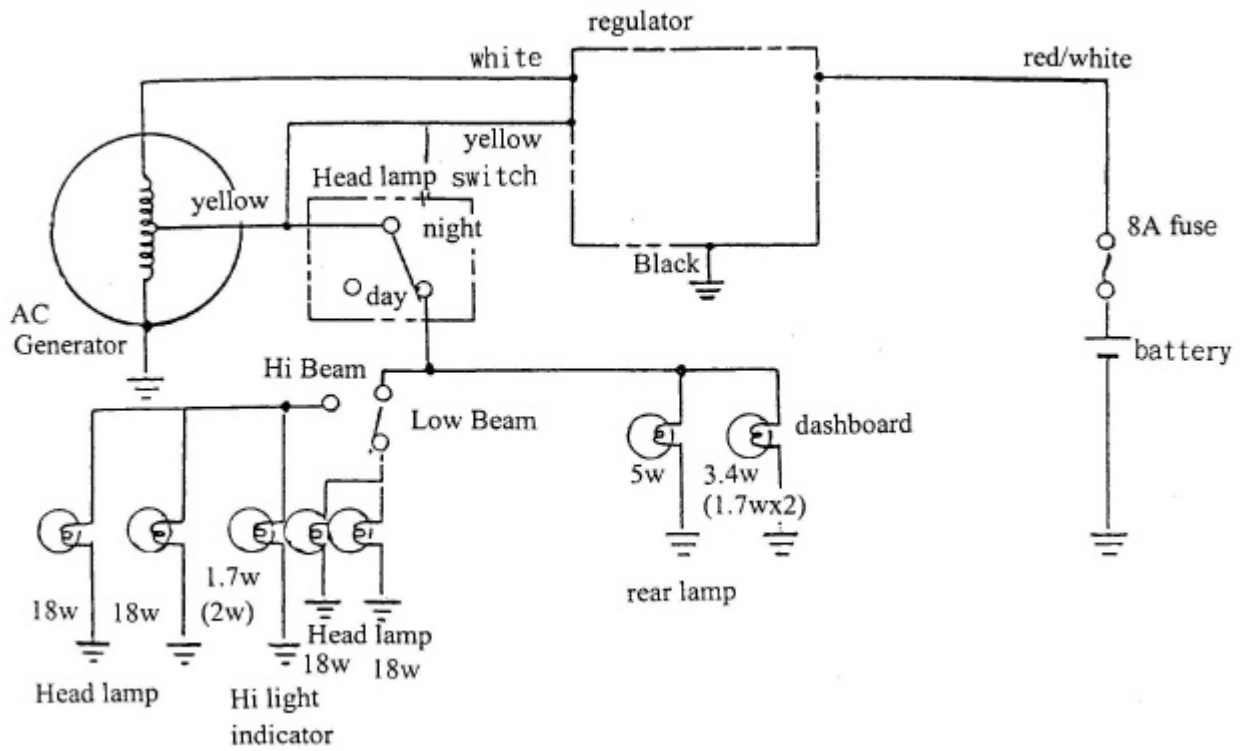 regulator
white
red/white
yellow
Head lamp switch
yellow
night
8A fuse
Black
day
AC
Generator
battery
Hi Beam
Low Beam
dashboard
5w
3.4w
(1.7wx2)
1.7w
(2w)
18w
18w
rear lamp
Head lamp
18w
18w
Head lamp
Hi light
indicator